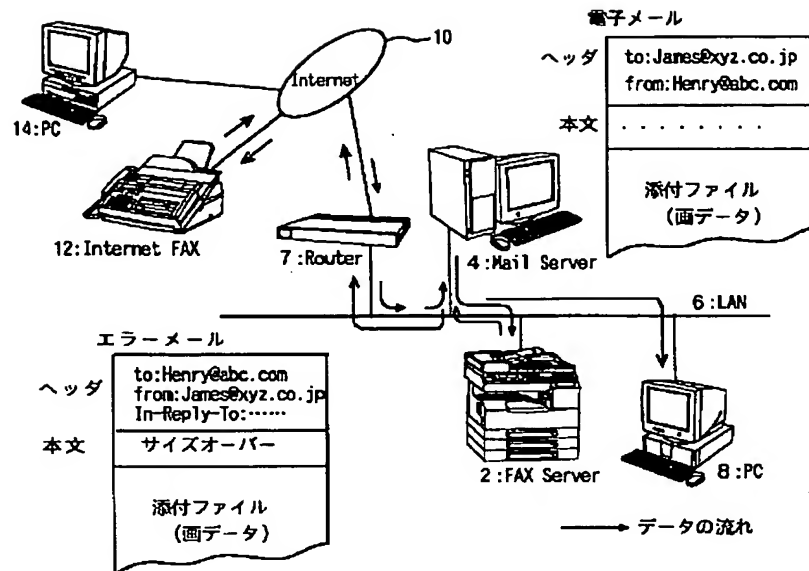 電子メール
ヘッダ
to:James@xyz.co.jp
from:Henry@abc.com
本文
・・・・・・・・
添付ファイル
(画データ)
10
Internet
14:PC
12:Internet FAX
7:Router
4:Mail Server
6:LAN
エラーメール
ヘッダ
to:Henry@abc.com
from:James@xyz.co.jp
In-Reply-To:……
本文
サイズオーバー
添付ファイル
(画データ)
2:FAX Server
8:PC
データの流れ